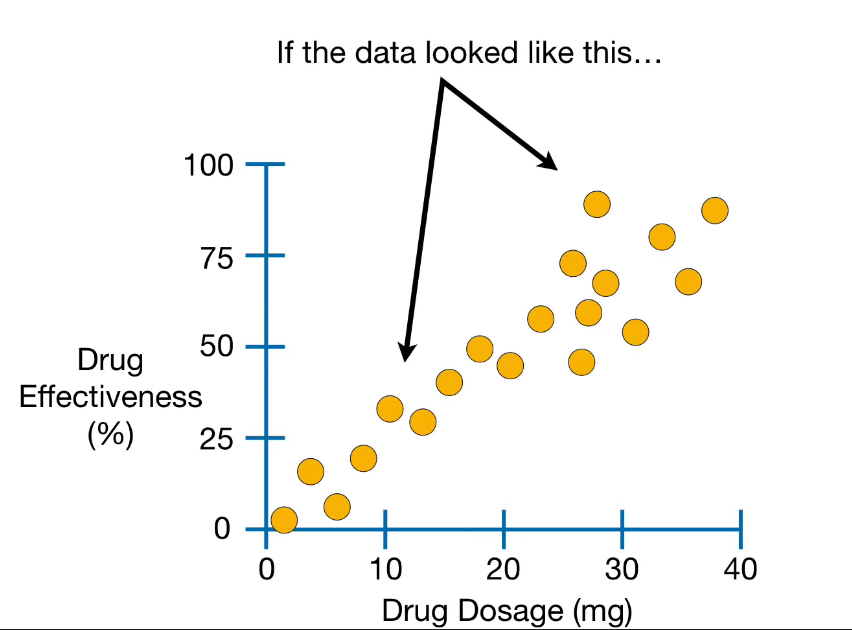 If the data looked like this…
100
75
50
25
0
Drug
Effectiveness
(%)
0 10 20 30 40
Drug Dosage (mg)